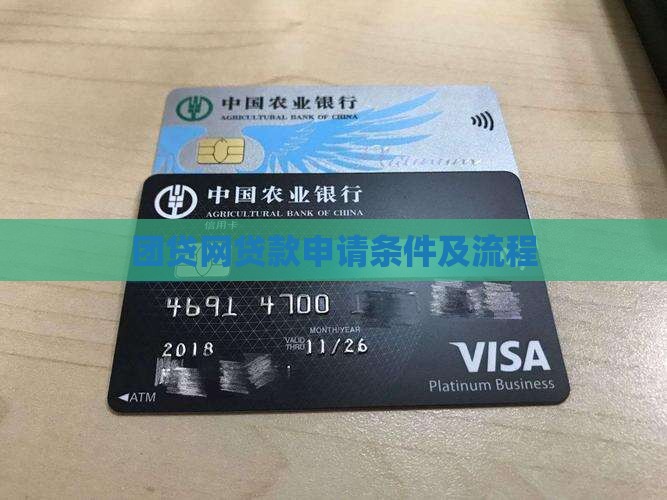 中国农业银行
AGRICULTURAL BANK OF CHINA
Platinum
中国农业银行
AGRICULTURAL BANK OF CHINA
信用卡
团贷网贷款申请条件及流程
4691 4700
MONTH/YEAR
2018 VALID THRU 11/26
VISA
Platinum Business
◀ATM